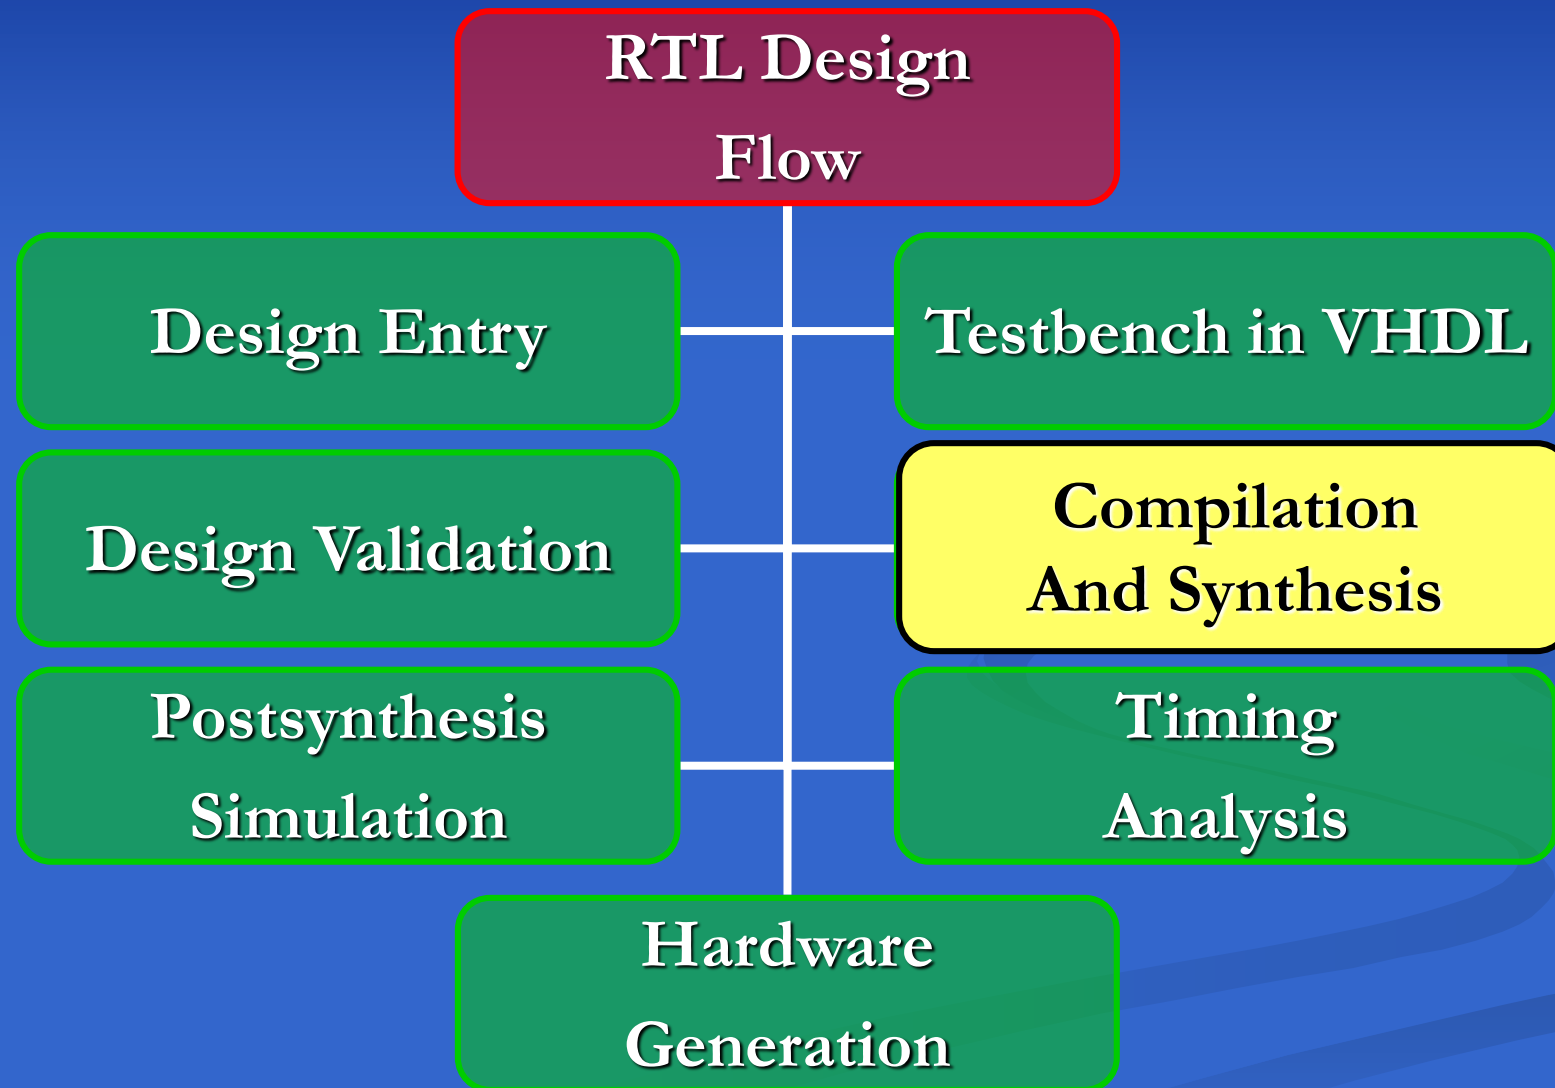 RTL Design
Flow
Design Entry
Testbench in VHDL
Design Validation
Compilation
And Synthesis
Postsynthesis
Simulation
Timing
Analysis
Hardware
Generation